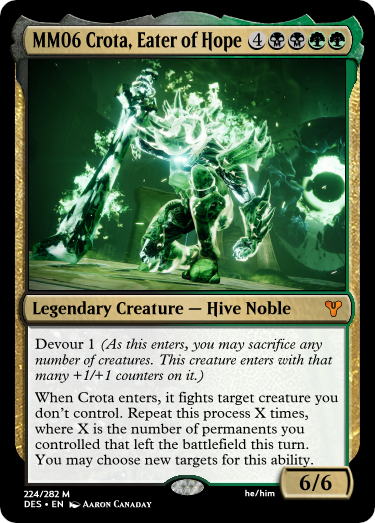 MM06 Crota, Eater of Hope 4
Legendary Creature — Hive Noble
Devour 1 (As this enters, you may sacrifice any
number of creatures. This creature enters with that
many +1/+1 counters on it.)
When Crota enters, it fights target creature you
don't control. Repeat this process X times,
where X is the number of permanents you
controlled that left the battlefield this turn.
You may choose new targets for this ability.
6/6
224/282 M
he/him
DES • EN Aaron Canaday